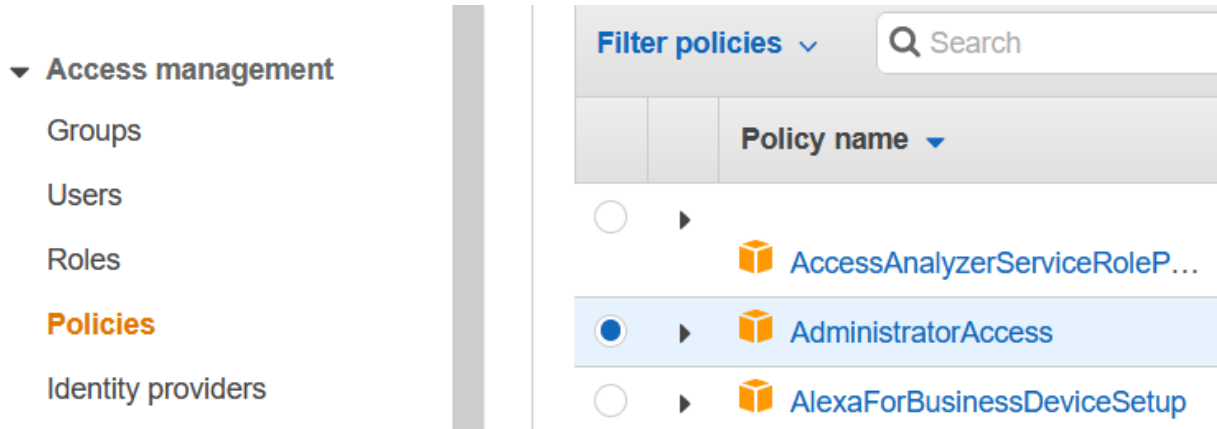 Access management
Groups
Users
Roles
Policies
Identity providers
Filter policies
Search
Policy name
AccessAnalyzerServiceRoleP...
AdministratorAccess
AlexaForBusinessDeviceSetup